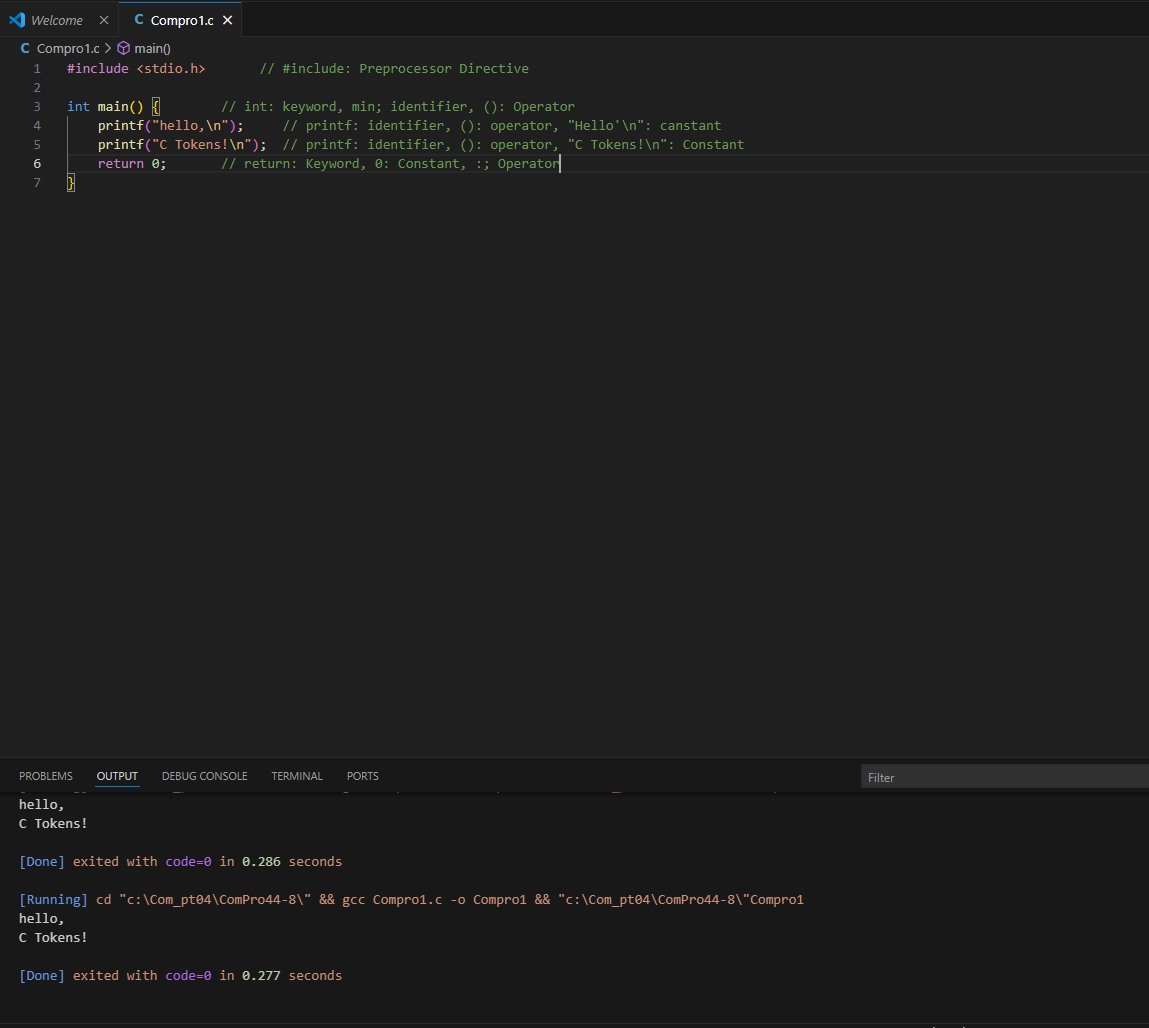 Welcome
C Compro1.c
C Compro1.c > main()
1 #include <stdio.h> // #include: Preprocessor Directive
2
3 int main() { // int: keyword, min; identifier, (): Operator
4 printf("hello,\n"); // printf: identifier, (): operator, "Hello'\n": canstant
5 printf("C Tokens!\n"); // printf: identifier, (): operator, "C Tokens!\n": Constant
6 return 0; // return: Keyword, 0: Constant, :; Operator
7 }
PROBLEMS OUTPUT DEBUG CONSOLE TERMINAL PORTS Filter
hello,
C Tokens!
[Done] exited with code=0 in 0.286 seconds
[Running] cd "c:\Com_pt04\ComPro44-8\" && gcc Compro1.c -o Compro1 && "c:\Com_pt04\ComPro44-8\"Compro1
hello,
C Tokens!
[Done] exited with code=0 in 0.277 seconds